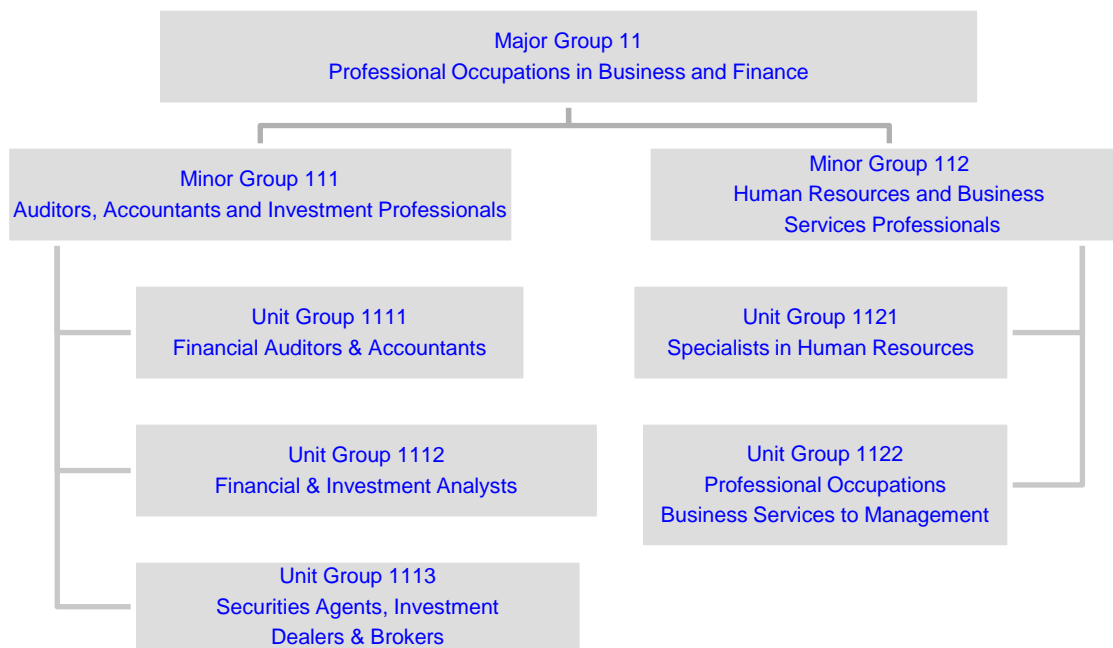 Major Group 11
Professional Occupations in Business and Finance
Minor Group 111
Auditors, Accountants and Investment Professionals
Minor Group 112
Human Resources and Business
Services Professionals
Unit Group 1111
Financial Auditors & Accountants
Unit Group 1121
Specialists in Human Resources
Unit Group 1112
Financial & Investment Analysts
Unit Group 1122
Professional Occupations
Business Services to Management
Unit Group 1113
Securities Agents, Investment
Dealers & Brokers